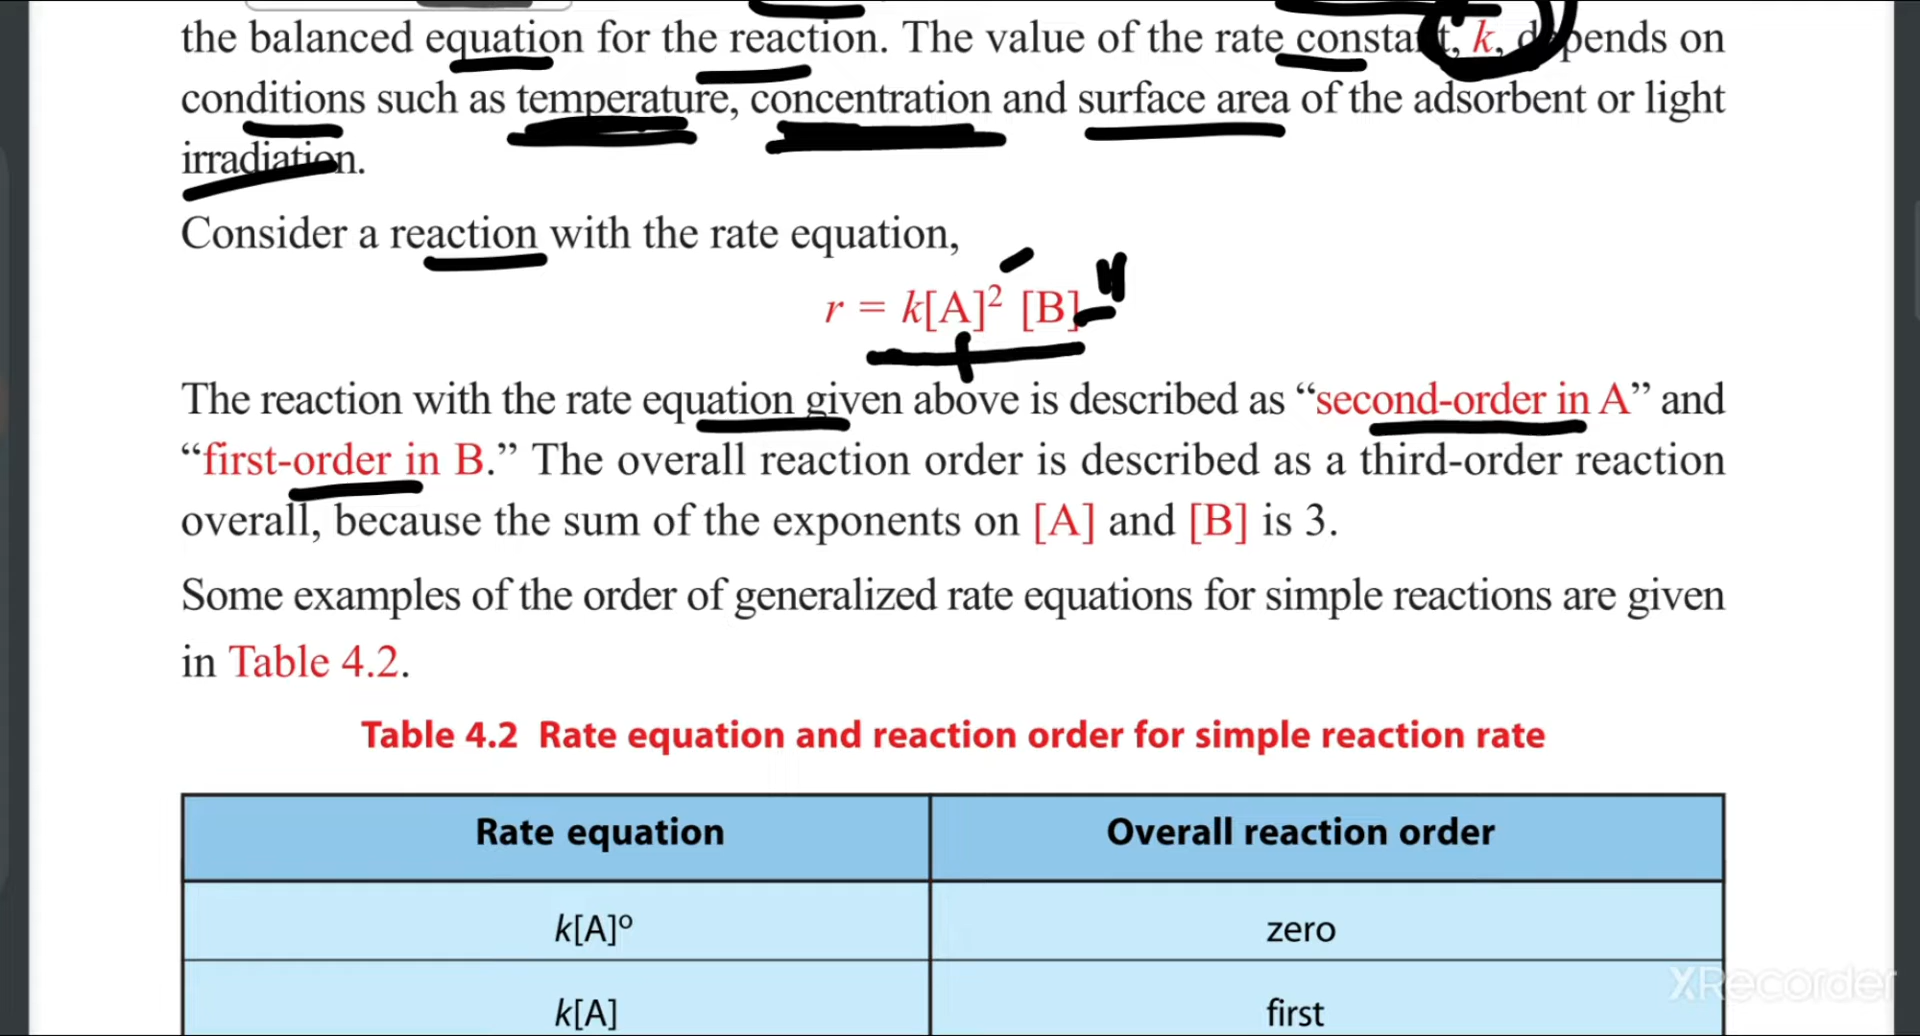 the balanced equation for the reaction. The value of the rate constant, k, depends on
conditions such as temperature, concentration and surface area of the adsorbent or light
irradiation.
Consider a reaction with the rate equation,
r = k[A]² [B]
The reaction with the rate equation given above is described as “second-order in A” and
“first-order in B.” The overall reaction order is described as a third-order reaction
overall, because the sum of the exponents on [A] and [B] is 3.
Some examples of the order of generalized rate equations for simple reactions are given
in Table 4.2.
Table 4.2 Rate equation and reaction order for simple reaction rate
Rate equation Overall reaction order
k[A]⁰ zero
k[A] first
XRecorder